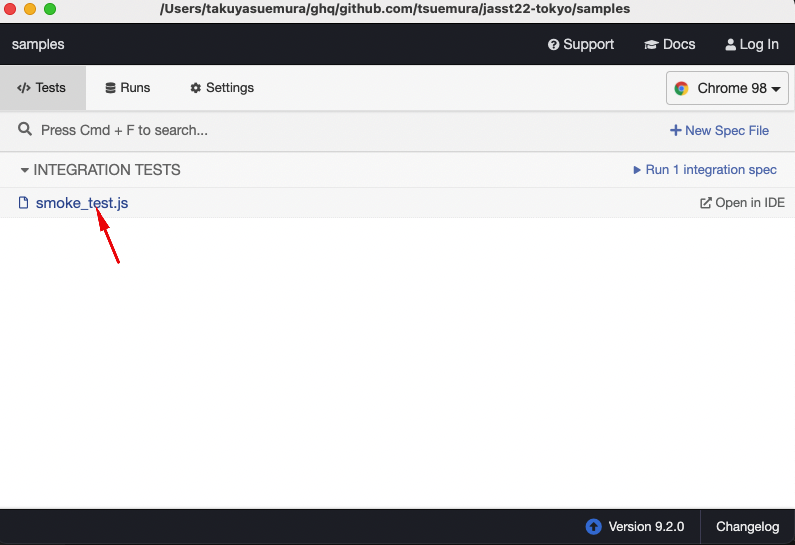 /Users/takuyasuemura/ghq/github.com/tsuemura/jasst22-tokyo/samples
samples Support Docs Log In
Tests Runs Settings Chrome 98
Press Cmd + F to search... New Spec File
INTEGRATION TESTS Run 1 integration spec
smoke_test.js Open in IDE
Version 9.2.0 Changelog